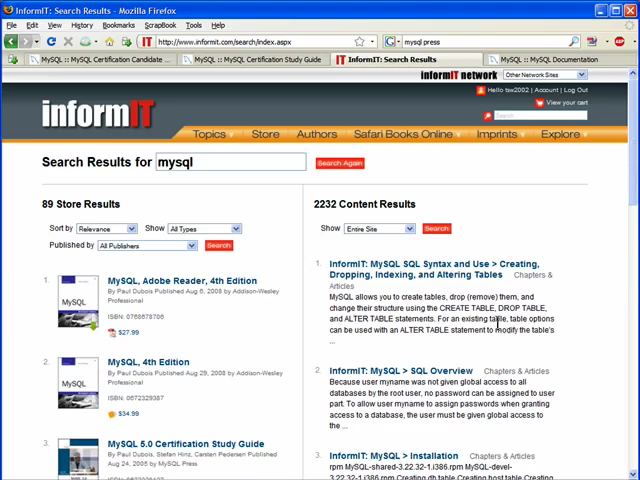 InformIT: Search Results - Mozilla Firefox
File Edit View History Bookmarks ScrapBook Tools Help
http://www.informit.com/search/index.aspx
mysql press
MySQL :: MySQL Certification Candidate ...
MySQL :: MySQL Certification Study Guide
InformIT: Search Results
MySQL :: MySQL Documentation
informIT network
Other Network Sites
Hello tsw2002 | Account | Log Out
View your cart
Search
informIT
Topics
Store
Authors
Safari Books Online
Imprints
Explore
Search Results for mysql
Search Again
89 Store Results
Sort by Relevance Show All Types
Published by All Publishers Search
1. MySQL, Adobe Reader, 4th Edition
By Paul Dubois Published Aug 6, 2008 by Addison-Wesley
Professional
ISBN: 0768678706
$27.99
MySQL
2. MySQL, 4th Edition
By Paul Dubois Published Aug 29, 2008 by Addison-Wesley
Professional
ISBN: 0672329387
$34.99
MySQL
3. MySQL 5.0 Certification Study Guide
By Paul Dubois, Stefan Hinz, Carsten Pedersen Published
Aug 24, 2005 by MySQL Press
2232 Content Results
Show Entire Site Search
1. InformIT: MySQL SQL Syntax and Use > Creating,
Dropping, Indexing, and Altering Tables Chapters &
Articles
MySQL allows you to create tables, drop (remove) them, and
change their structure using the CREATE TABLE, DROP TABLE,
and ALTER TABLE statements. For an existing table, table options
can be used with an ALTER TABLE statement to modify the table's
...
2. InformIT: MySQL > SQL Overview Chapters & Articles
Because user myname was not given global access to all
databases by the root user, no password can be assigned to user
part. To allow user myname to assign passwords when granting
access to a database, the user must be given global access to
the ...
3. InformIT: MySQL > Installation Chapters & Articles
rpm MySQL-shared-3.22.32-1.i386.rpm MySQL-devel-
3.22.32-1.i386.rpm Creating db table Creating host table Creating